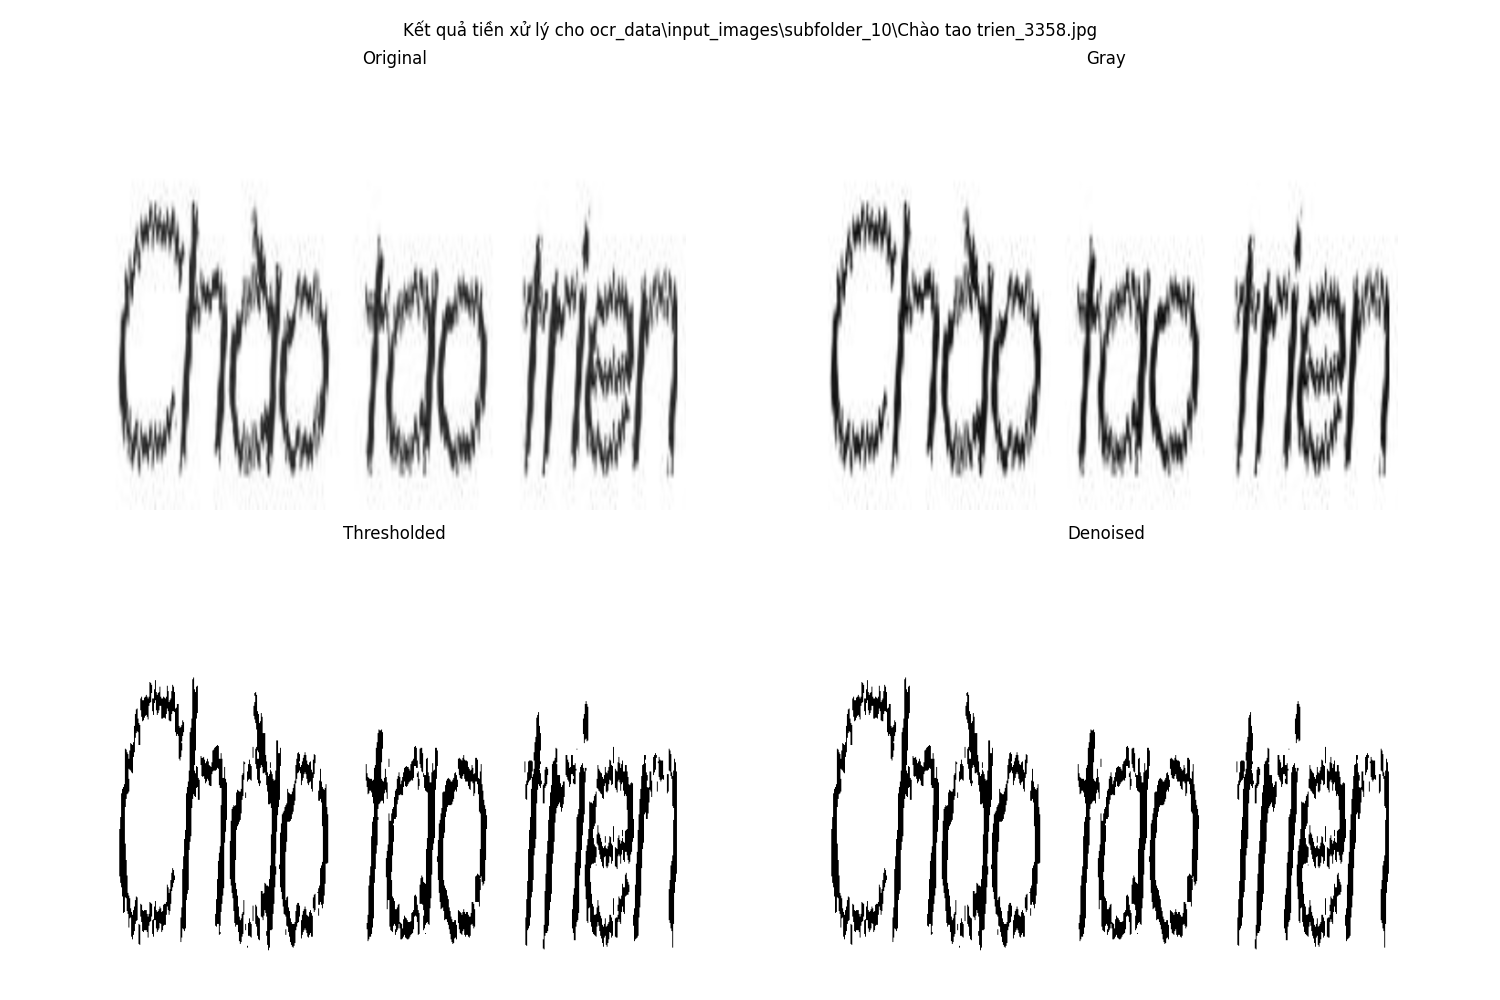 Kết quả tiền xử lý cho ocr_data\input_images\subfolder_10\Chào tao trien_3358.jpg
Original
Gray
Chào tao trien
Chào tao trien
Thresholded
Denoised
Chào tao trien
Chào tao trien